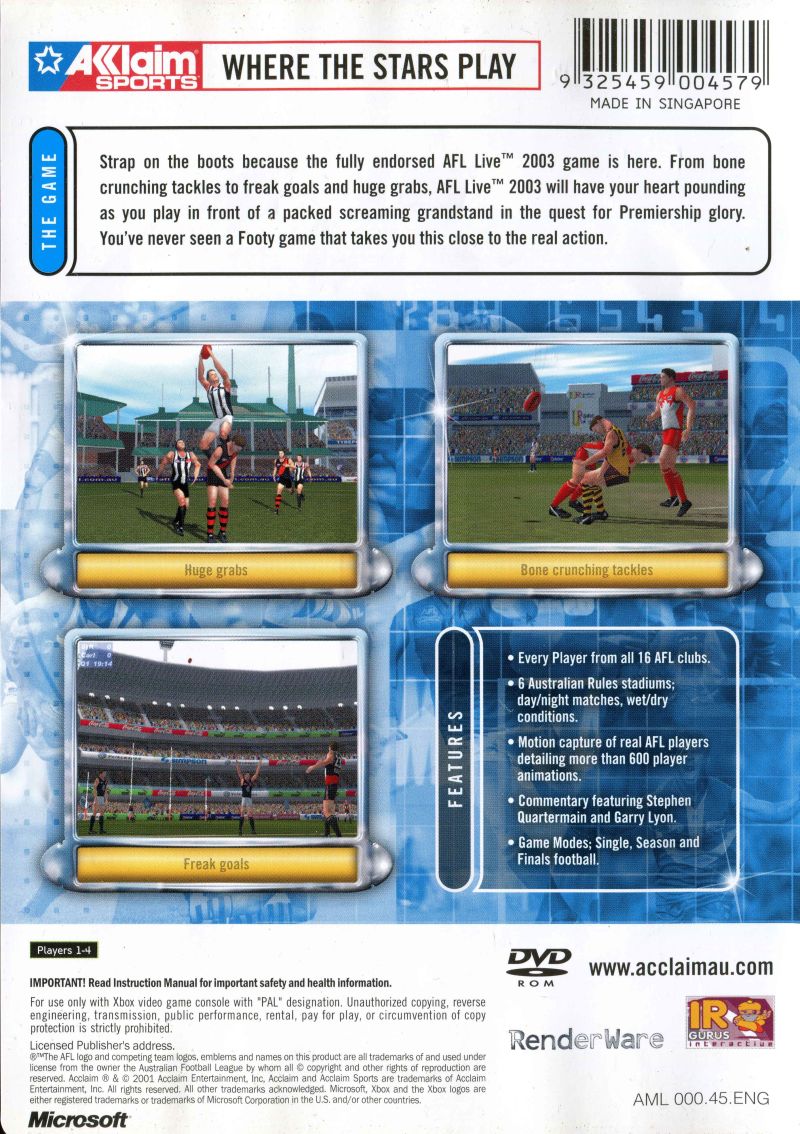 ACClaim
SPORTS
WHERE THE STARS PLAY
9 325459 004579
MADE IN SINGAPORE
THE GAME
Strap on the boots because the fully endorsed AFL Live™ 2003 game is here. From bone
crunching tackles to freak goals and huge grabs, AFL Live™ 2003 will have your heart pounding
as you play in front of a packed screaming grandstand in the quest for Premiership glory.
You've never seen a Footy game that takes you this close to the real action.
Huge grabs
Bone crunching tackles
Carl 0
Q1 19:14
SIMPSON
Freak goals
FEATURES
• Every Player from all 16 AFL clubs.
• 6 Australian Rules stadiums;
day/night matches, wet/dry
conditions.
• Motion capture of real AFL players
detailing more than 600 player
animations.
• Commentary featuring Stephen
Quartermain and Garry Lyon.
• Game Modes; Single, Season and
Finals football.
Players 1-4
IMPORTANT! Read Instruction Manual for important safety and health information.
For use only with Xbox video game console with "PAL" designation. Unauthorized copying, reverse
engineering, transmission, public performance, rental, pay for play, or circumvention of copy
protection is strictly prohibited.
Licensed Publisher's address.
®™The AFL logo and competing team logos, emblems and names on this product are all trademarks of and used under
license from the owner the Australian Football League by whom all © copyright and other rights of reproduction are
reserved. Acclaim ® & © 2001 Acclaim Entertainment, Inc. Acclaim and Acclaim Sports are trademarks of Acclaim
Entertainment, Inc. All rights reserved. All other trademarks acknowledged. Microsoft, Xbox and the Xbox logos are
either registered trademarks or trademarks of Microsoft Corporation in the U.S. and/or other countries.
Microsoft
DVD
ROM
www.acclaimau.com
RenderWare
IR
GURUS
interactive
AML 000.45.ENG